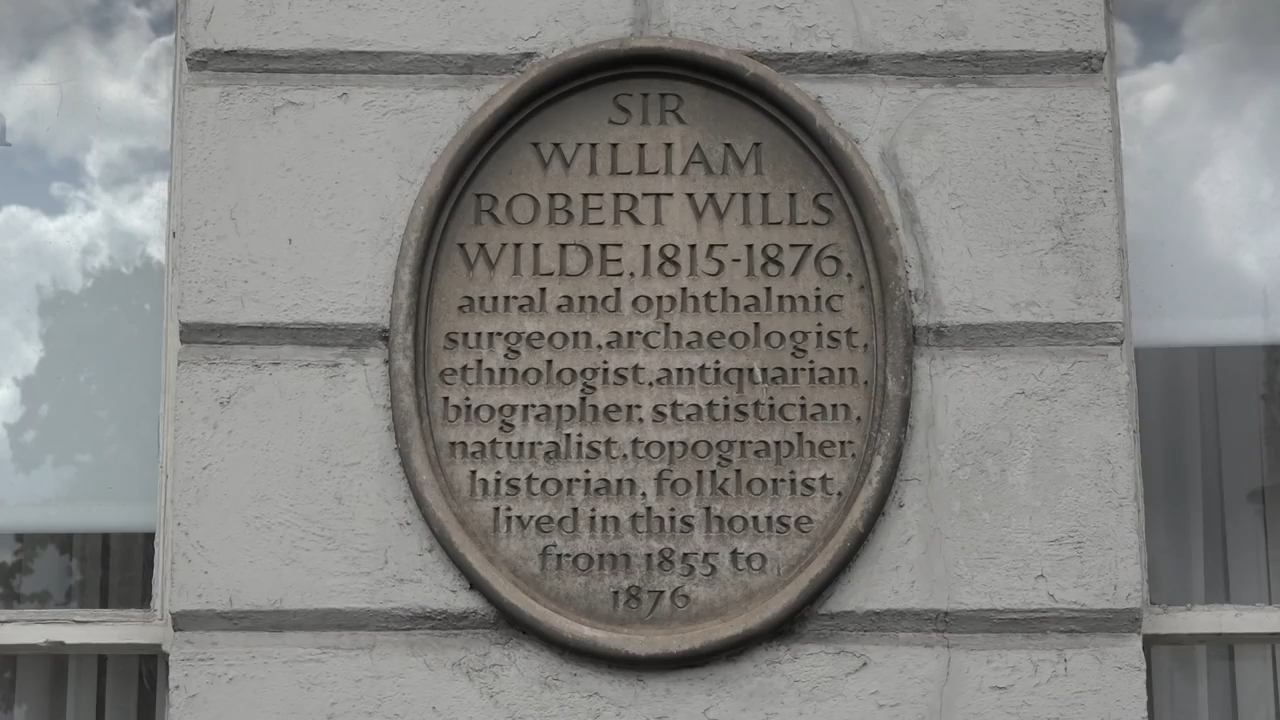 SIR
WILLIAM
ROBERT WILLS
WILDE, 1815-1876,
aural and ophthalmic
surgeon, archaeologist,
ethnologist, antiquarian,
biographer, statistician,
naturalist, topographer,
historian, folklorist,
lived in this house
from 1855 to
1876